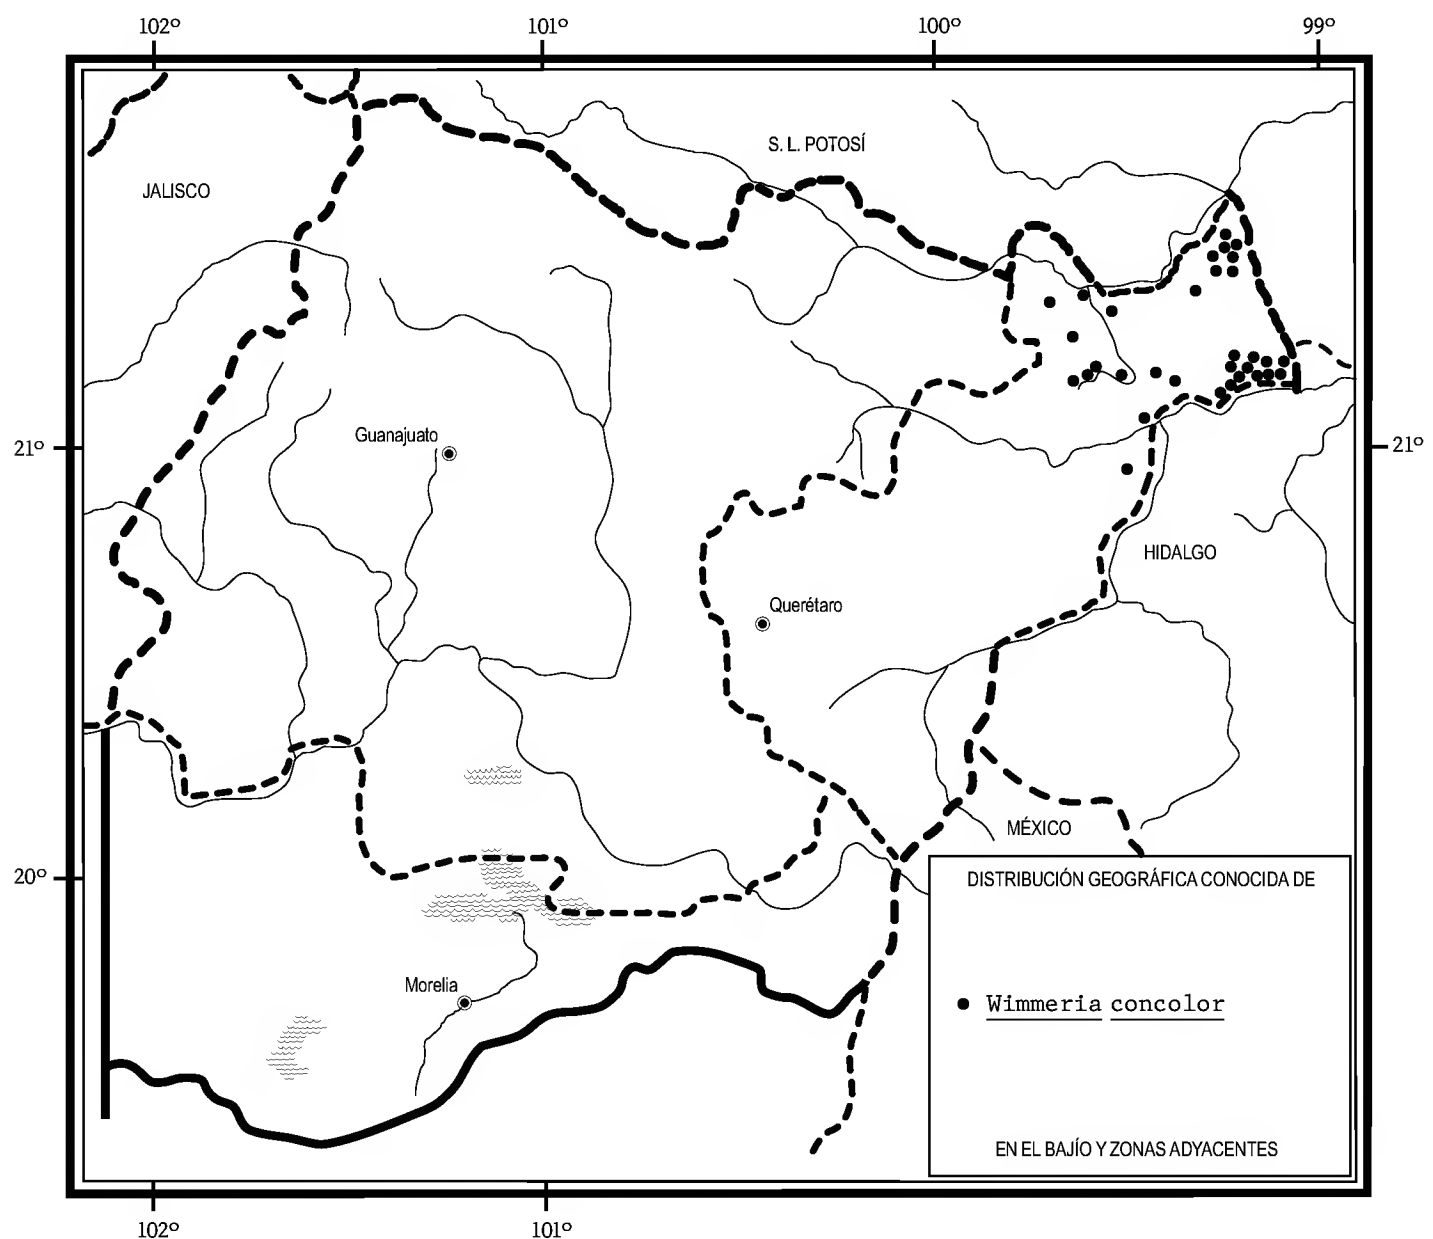 102º 101º 100º 99º
S. L. POTOSÍ
JALISCO
Guanajuato
21º 21º
HIDALGO
Querétaro
MÉXICO
20º
DISTRIBUCIÓN GEOGRÁFICA CONOCIDA DE
Morelia
Wimmeria concolor
EN EL BAJÍO Y ZONAS ADYACENTES
102º 101º